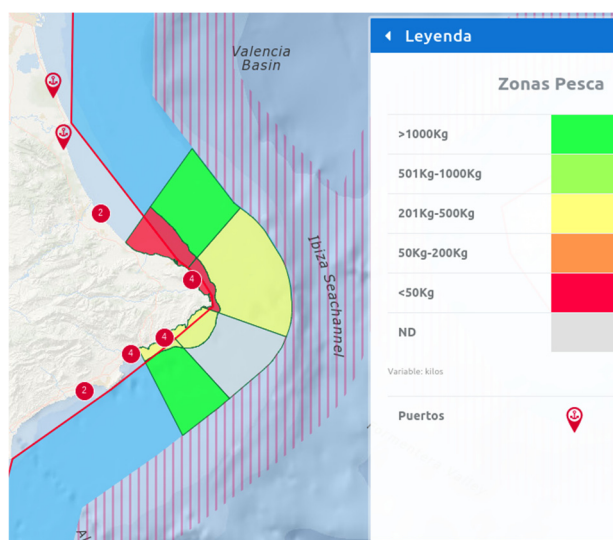 Leyenda
Zonas Pesca
>1000Kg
501Kg-1000Kg
201Kg-500Kg
50Kg-200Kg
<50Kg
ND
Variable: kilos
Puertos
Valencia
Basin
Ibiza Seachannel
2
4
4
4
2